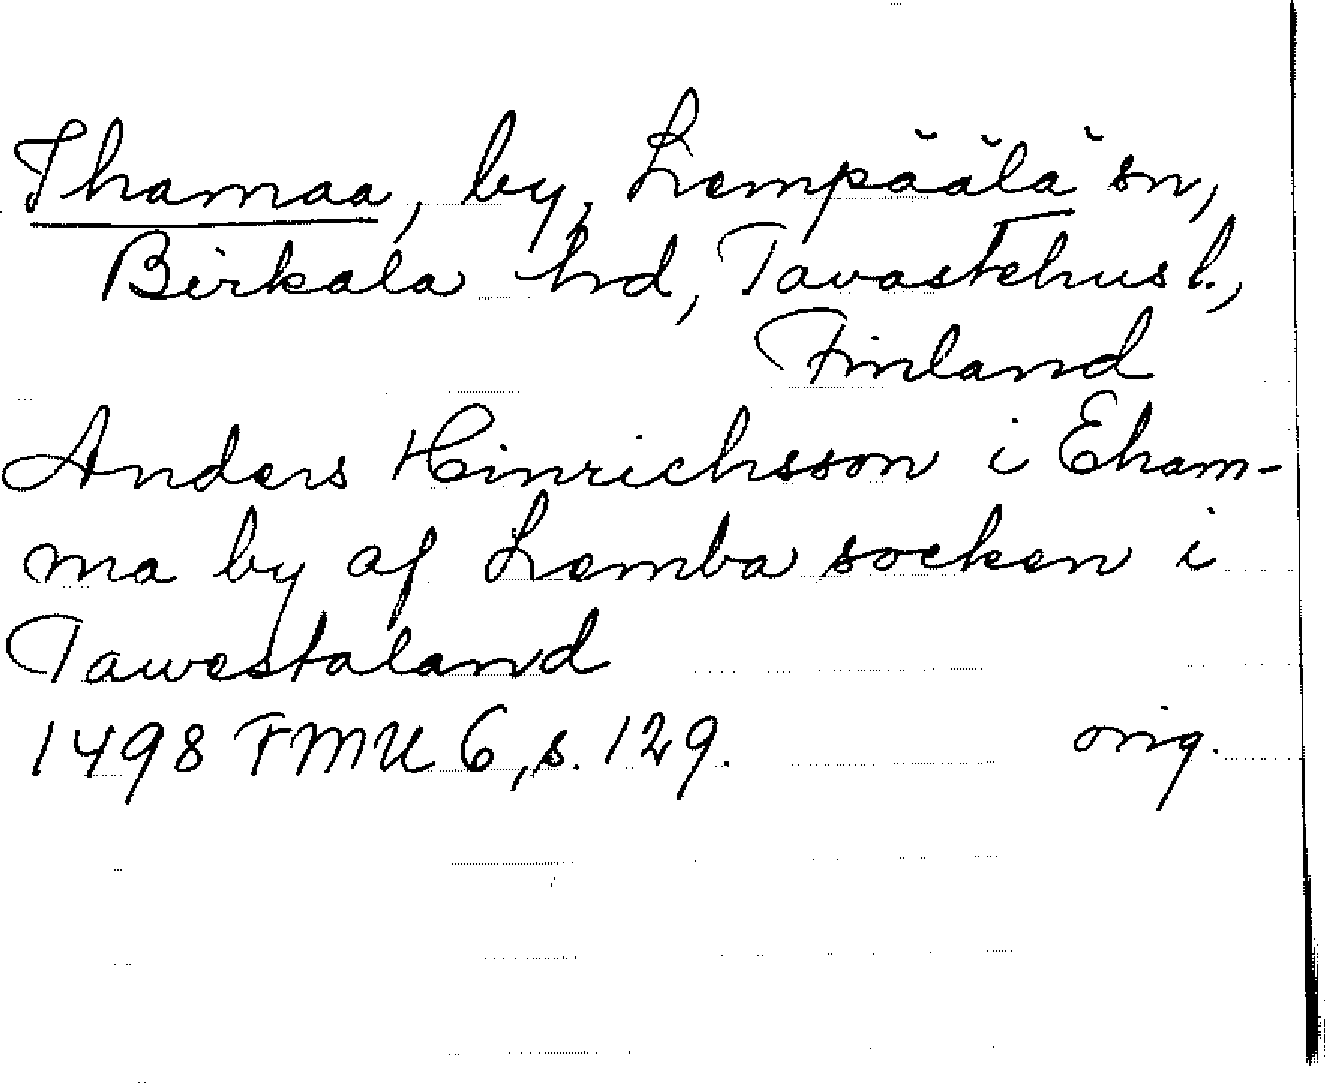 Thamaa, by, Lempäälä sn,
Birkala hd, Tavastehus l.,
Finland
Anders Hinrichsson i Eham-
ma by af Lemba socken i
Tawestaland
1498 FMU 6, s. 129. orig.